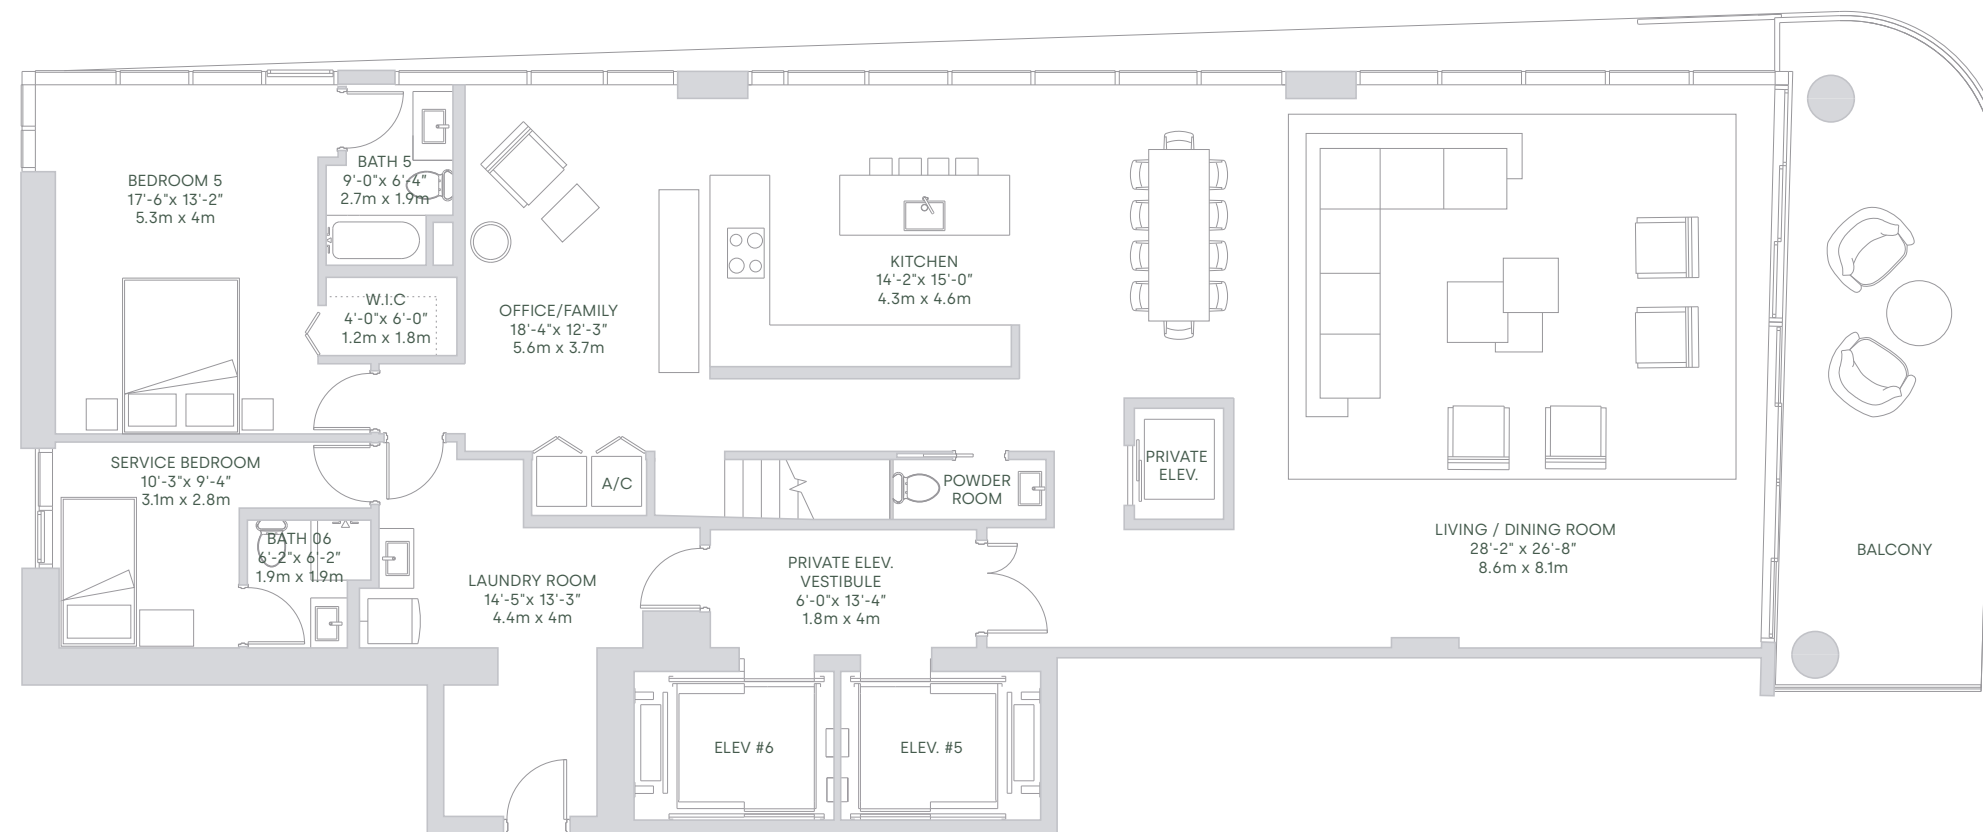 BEDROOM 5
17'-6"x 13'-2"
5.3m x 4m
BATH 5
9'-0"x 6'-4"
2.7m x 1.9m
W.I.C
4'-0"x 6'-0"
1.2m x 1.8m
OFFICE/FAMILY
18'-4"x 12'-3"
5.6m x 3.7m
KITCHEN
14'-2"x 15'-0"
4.3m x 4.6m
SERVICE BEDROOM
10'-3"x 9'-4"
3.1m x 2.8m
BATH 06
6'-2"x 6'-2"
1.9m x 1.9m
A/C
POWDER
ROOM
PRIVATE
ELEV.
LAUNDRY ROOM
14'-5"x 13'-3"
4.4m x 4m
PRIVATE ELEV.
VESTIBULE
6'-0"x 13'-4"
1.8m x 4m
LIVING / DINING ROOM
28'-2" x 26'-8"
8.6m x 8.1m
BALCONY
ELEV #6
ELEV. #5